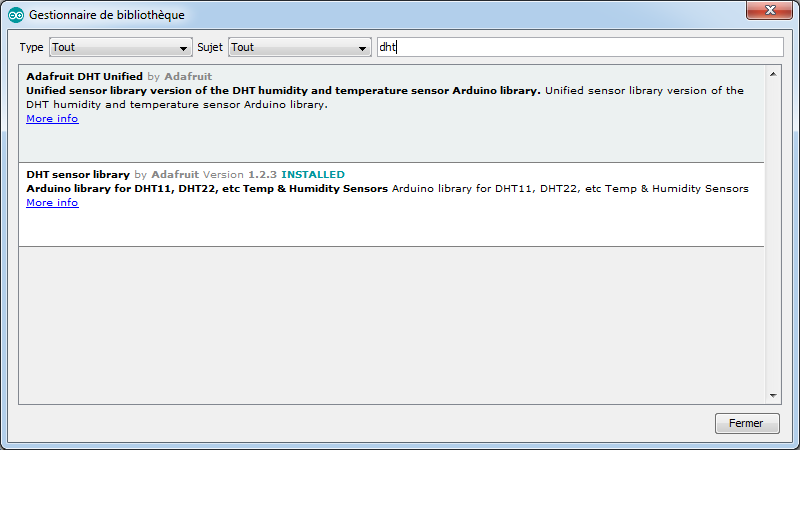 Gestionnaire de bibliothèque
Type Tout Sujet Tout dht
Adafruit DHT Unified by Adafruit
Unified sensor library version of the DHT humidity and temperature sensor Arduino library. Unified sensor library version of the
DHT humidity and temperature sensor Arduino library.
More info
DHT sensor library by Adafruit Version 1.2.3 INSTALLED
Arduino library for DHT11, DHT22, etc Temp & Humidity Sensors Arduino library for DHT11, DHT22, etc Temp & Humidity Sensors
More info
Fermer